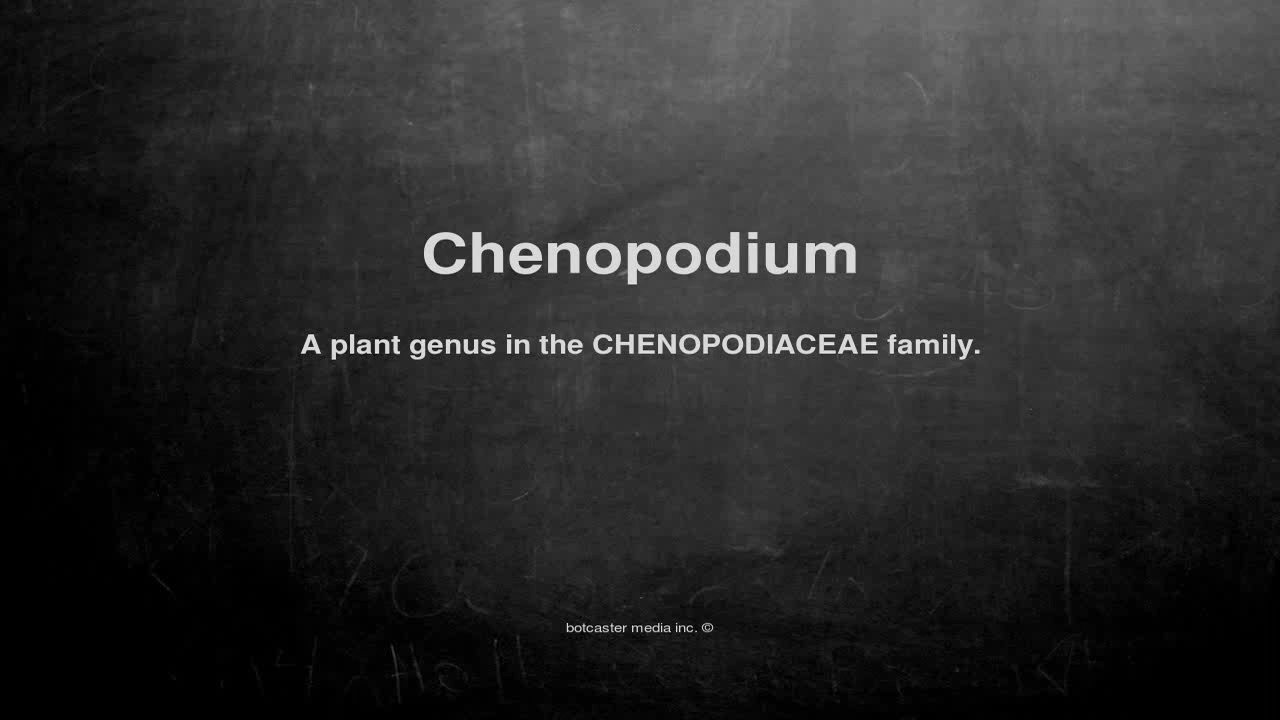 Chenopodium
A plant genus in the CHENOPODIACEAE family.
botcaster media inc. ©